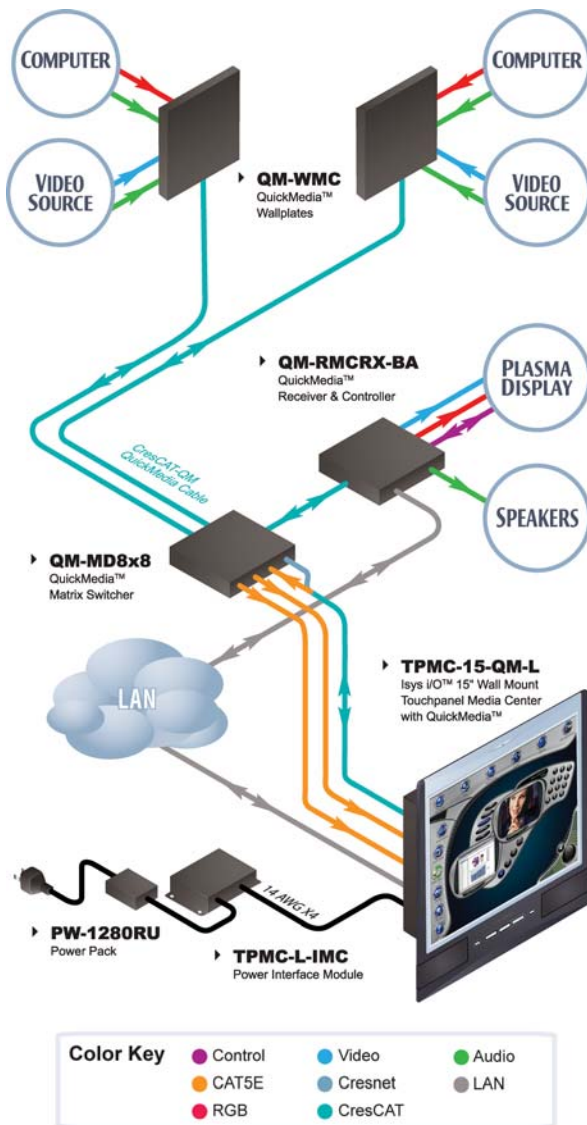 COMPUTER
COMPUTER
VIDEO
SOURCE
VIDEO
SOURCE
QM-WMC
QuickMedia™
Wallplates
QM-RMCRX-BA
QuickMedia™
Receiver & Controller
PLASMA
DISPLAY
CresCAT-QM
QuickMedia Cable
SPEAKERS
QM-MD8x8
QuickMedia™
Matrix Switcher
LAN
TPMC-15-QM-L
Isys i/O™ 15" Wall Mount
Touchpanel Media Center
with QuickMedia™
14 AWG X4
PW-1280RU
Power Pack
TPMC-L-IMC
Power Interface Module
Color Key
Control
Video
Audio
CAT5E
Cresnet
LAN
RGB
CresCAT